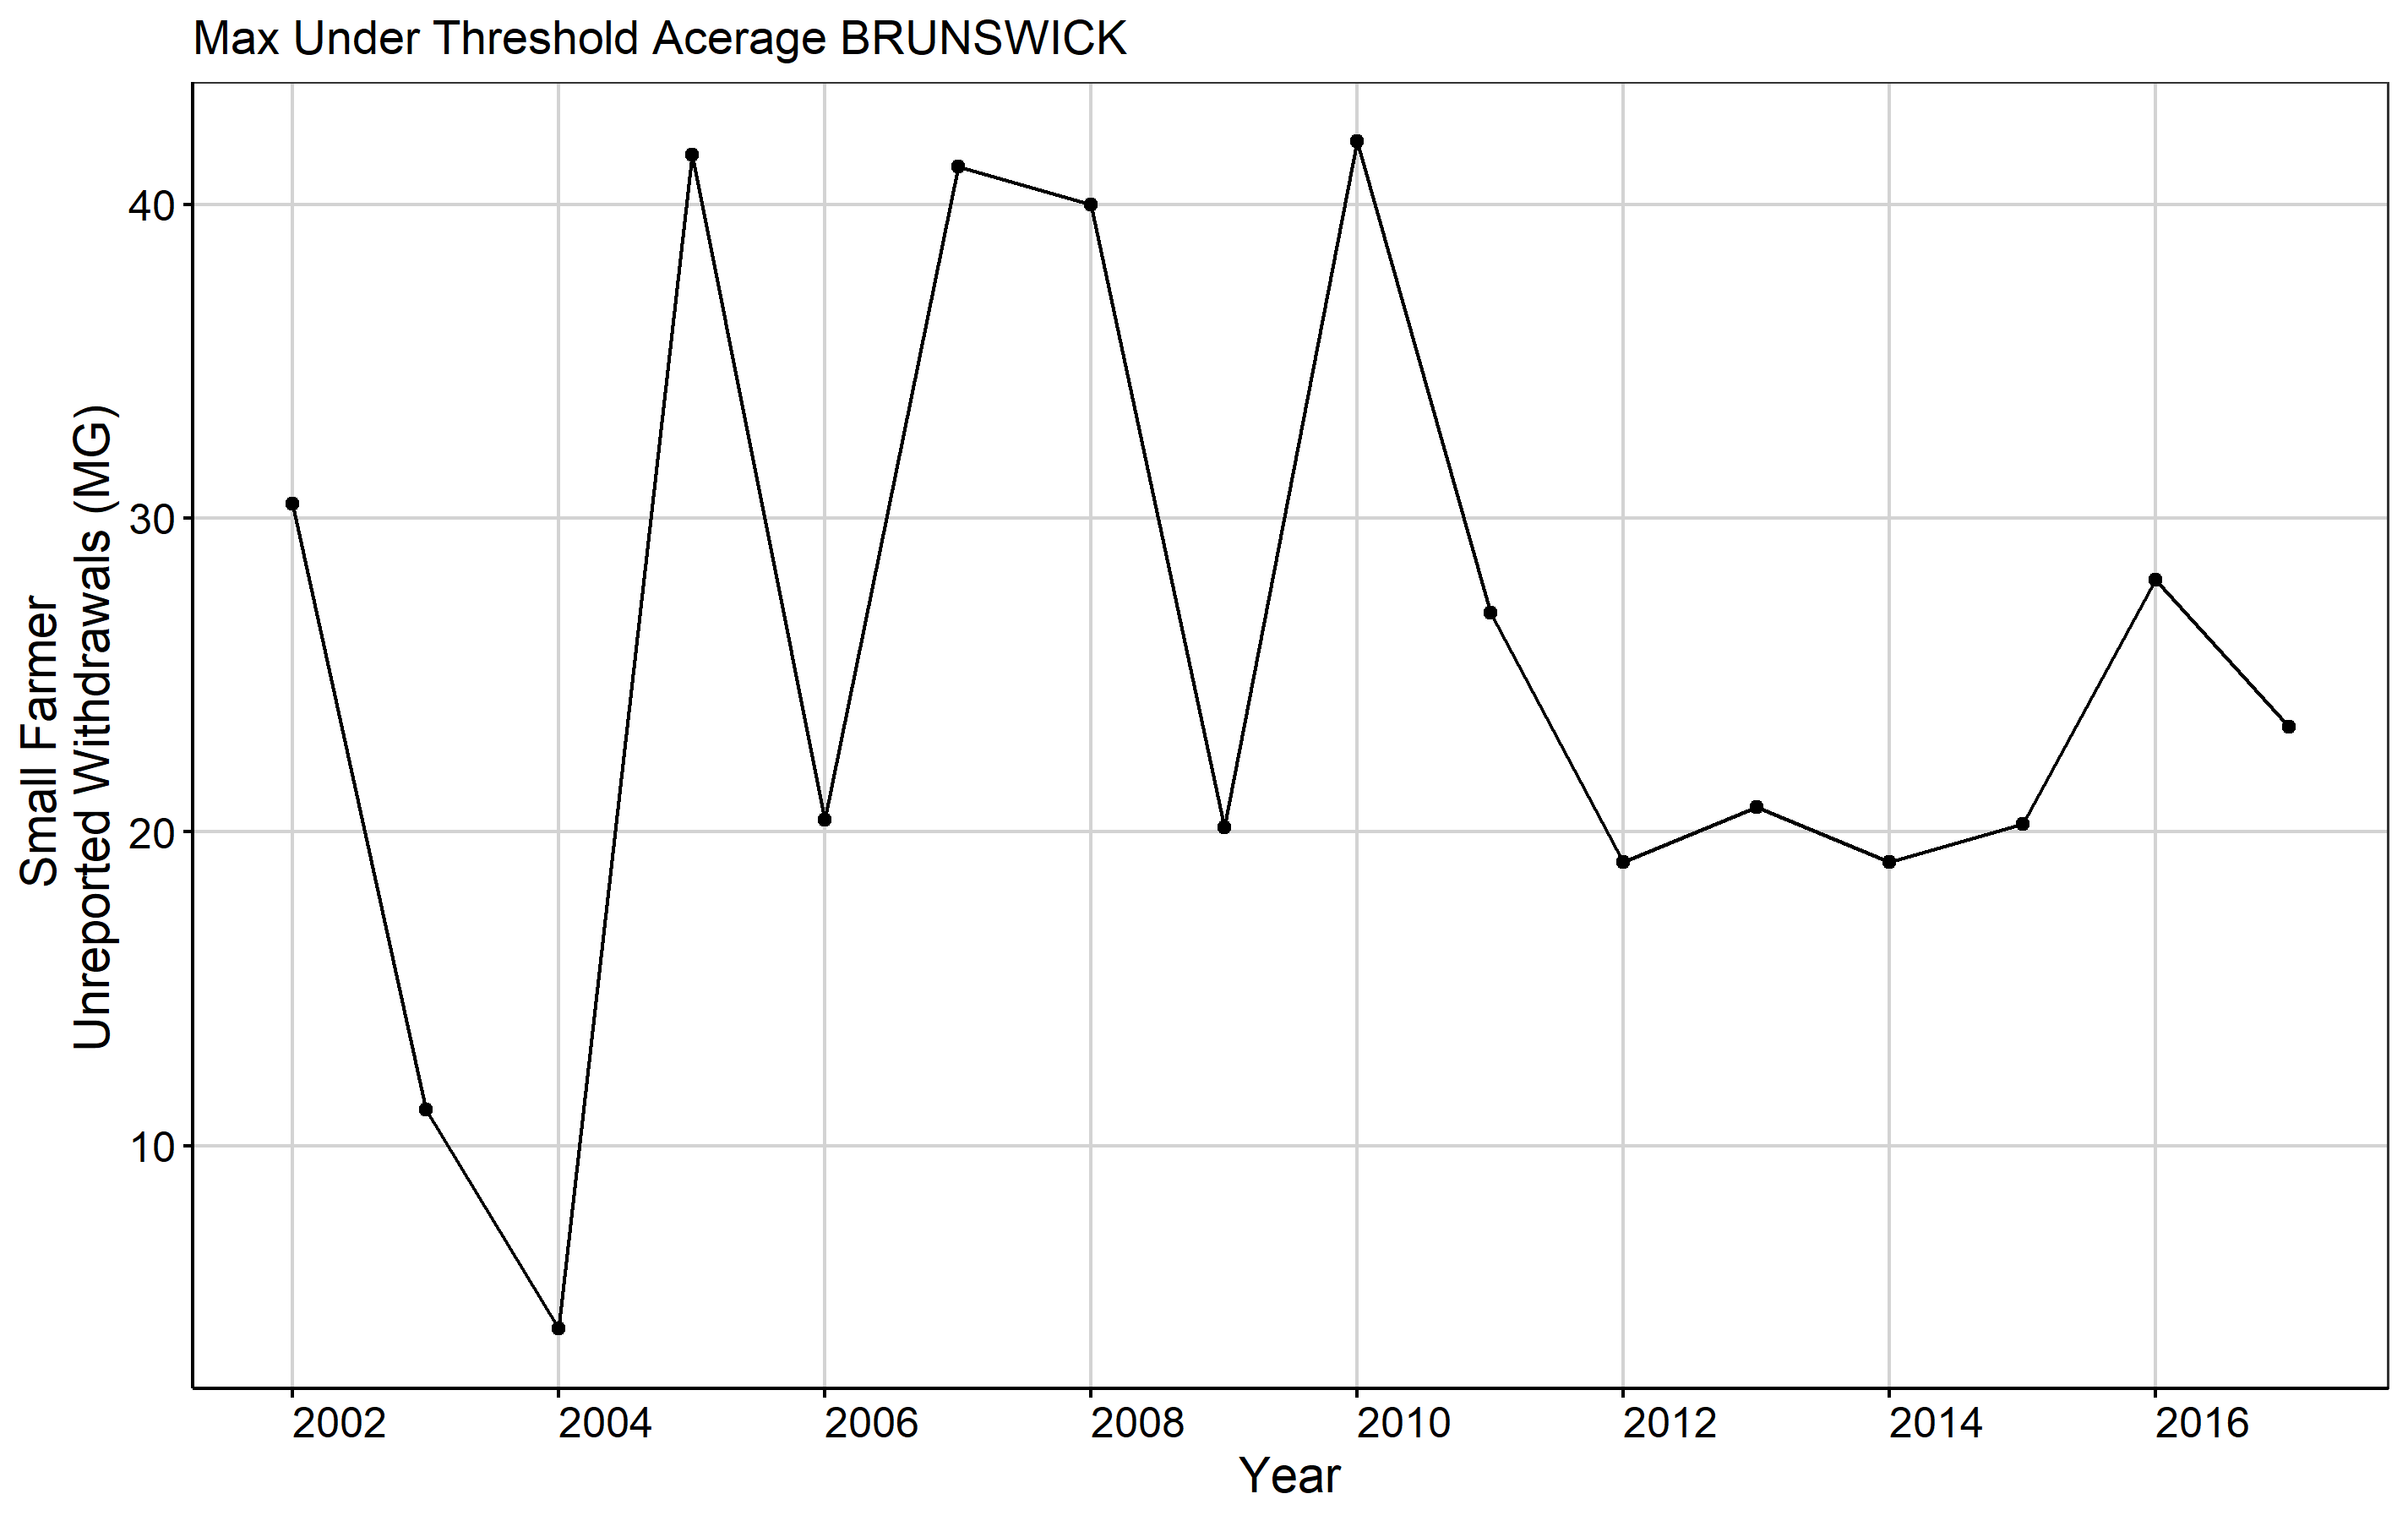 Max Under Threshold Acerage BRUNSWICK
Small Farmer
Unreported Withdrawals (MG)
40
30
20
10
2002 2004 2006 2008 2010 2012 2014 2016
Year